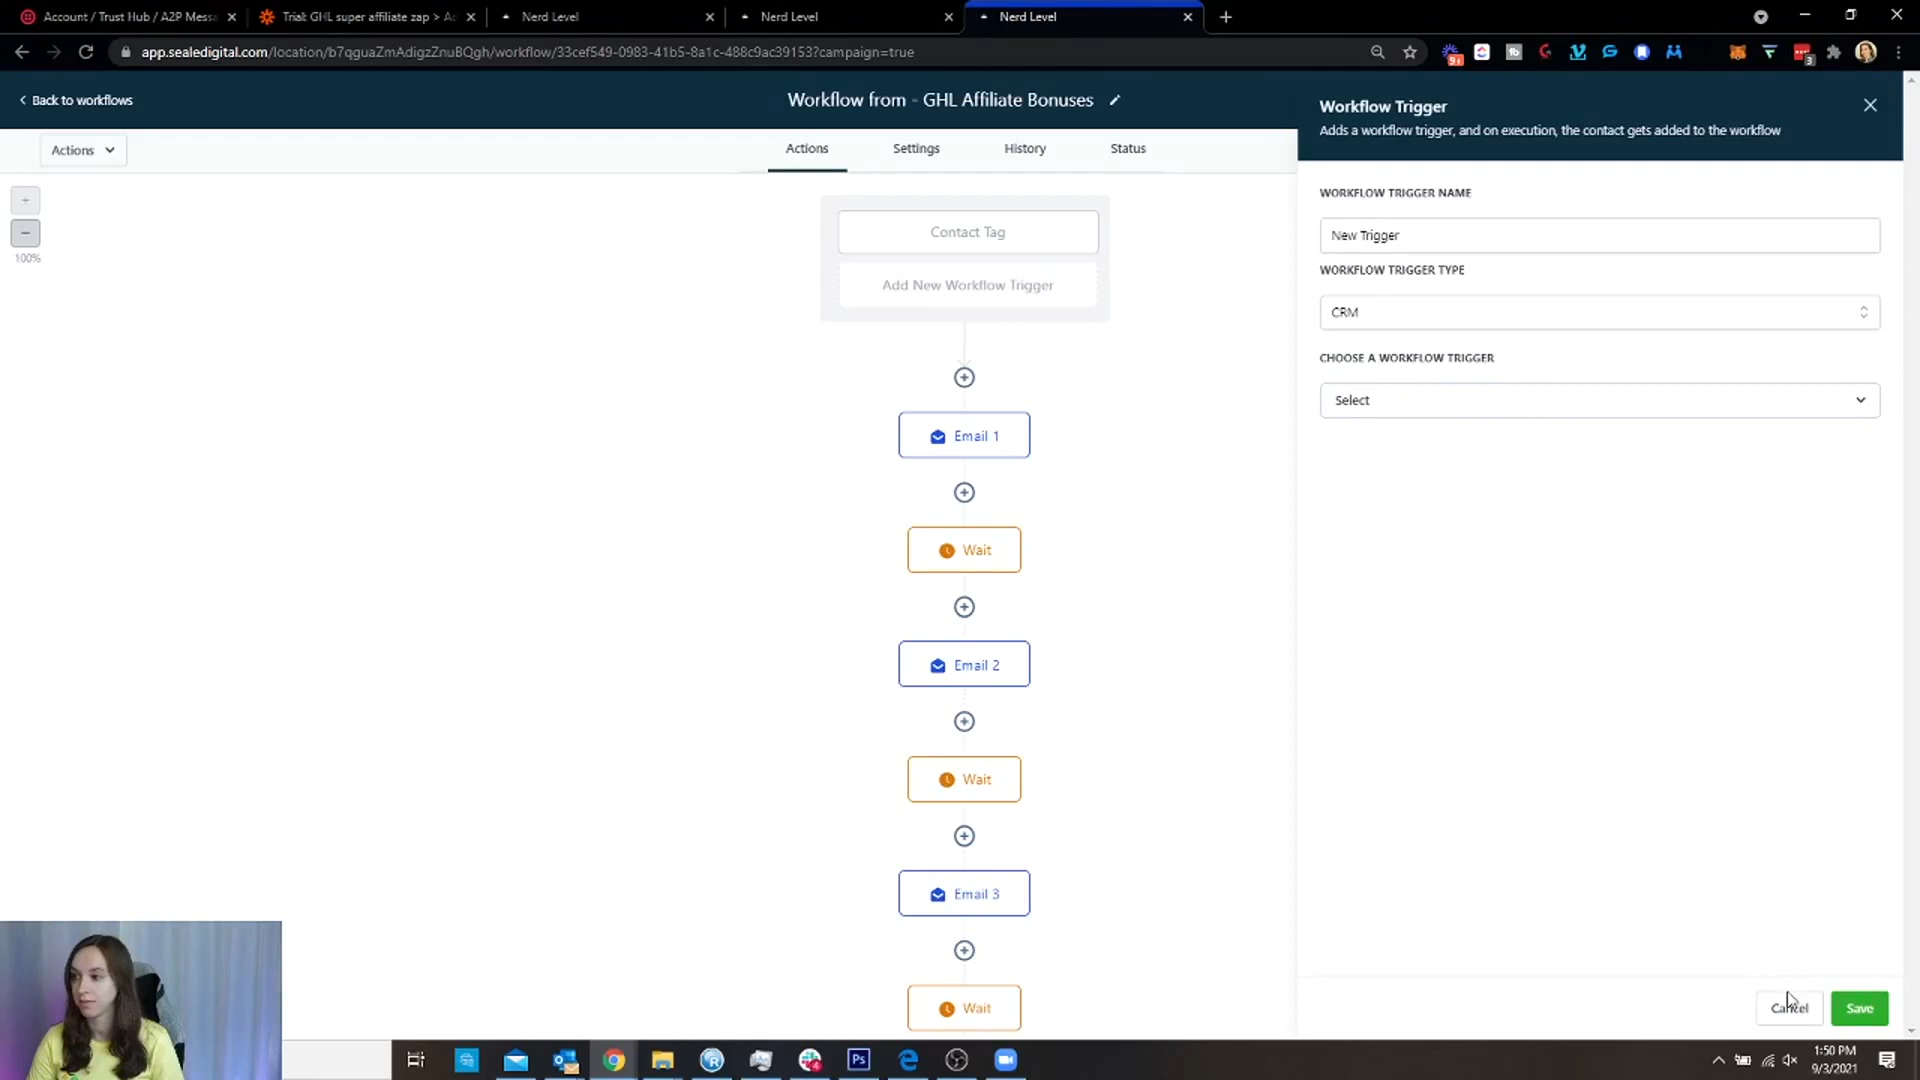 Account / Trust Hub / A2P Messa
Trial: GHL super affiliate zap > Ac
Nerd Level
Nerd Level
Nerd Level
app.sealedigital.com/location/b7qguaZmAdigzZnuBQgh/workflow/33cef549-0983-41b5-8a1c-488c9ac39153?campaign=true
9+
3
Back to workflows
Workflow from - GHL Affiliate Bonuses
Workflow Trigger
Adds a workflow trigger, and on execution, the contact gets added to the workflow
Actions
Actions
Settings
History
Status
100%
Contact Tag
Add New Workflow Trigger
Email 1
Wait
Email 2
Wait
Email 3
Wait
WORKFLOW TRIGGER NAME
New Trigger
WORKFLOW TRIGGER TYPE
CRM
CHOOSE A WORKFLOW TRIGGER
Select
Cancel
Save
Ps
1:50 PM
9/3/2021